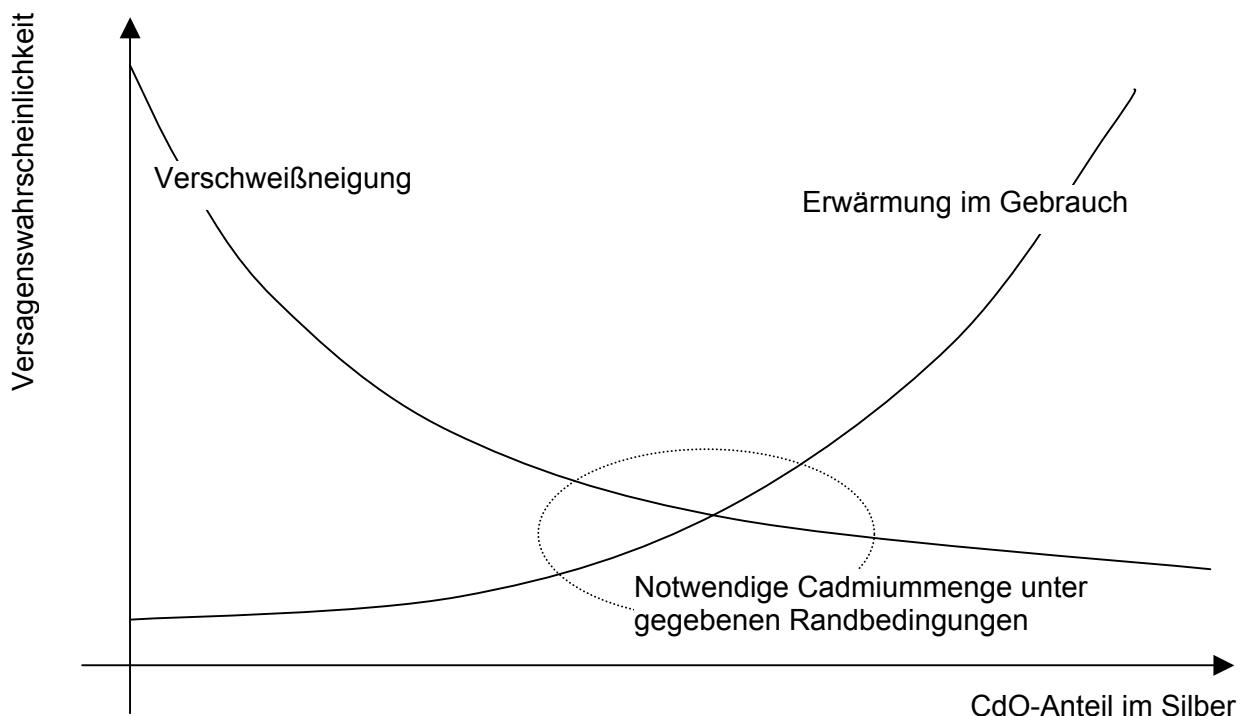 Versagenswahrscheinlichkeit
Verschweißneigung
Erwärmung im Gebrauch
Notwendige Cadmiummenge unter
gegebenen Randbedingungen
CdO-Anteil im Silber